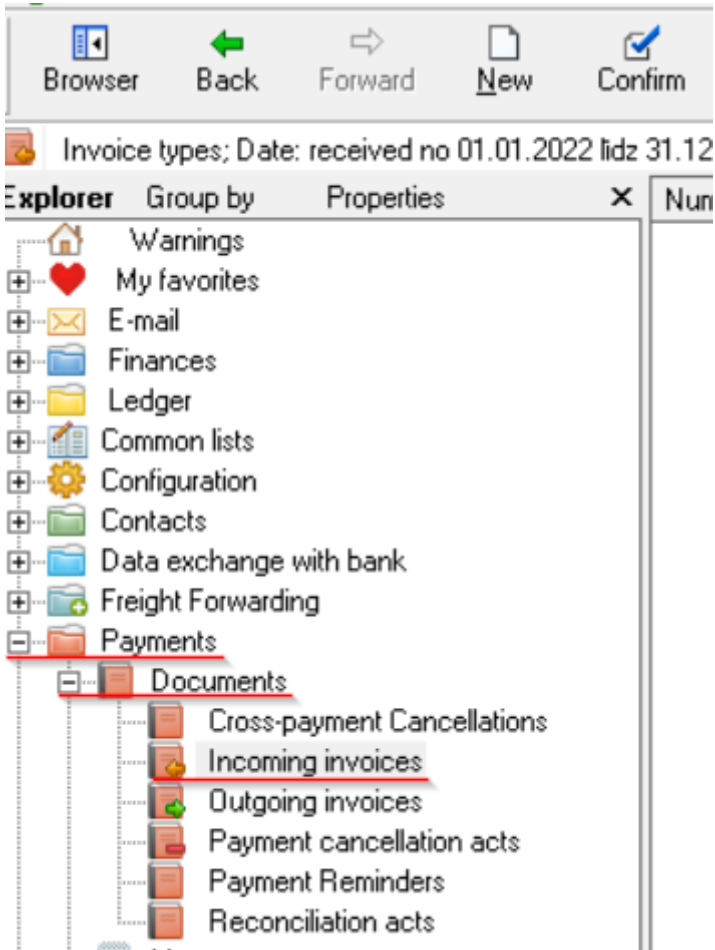 Browser Back Forward New Confirm
Invoice types; Date: received no 01.01.2022 līdz 31.12
Explorer Group by Properties
Warnings
My favorites
E-mail
Finances
Ledger
Common lists
Configuration
Contacts
Data exchange with bank
Freight Forwarding
Payments
Documents
Cross-payment Cancellations
Incoming invoices
Outgoing invoices
Payment cancellation acts
Payment Reminders
Reconciliation acts